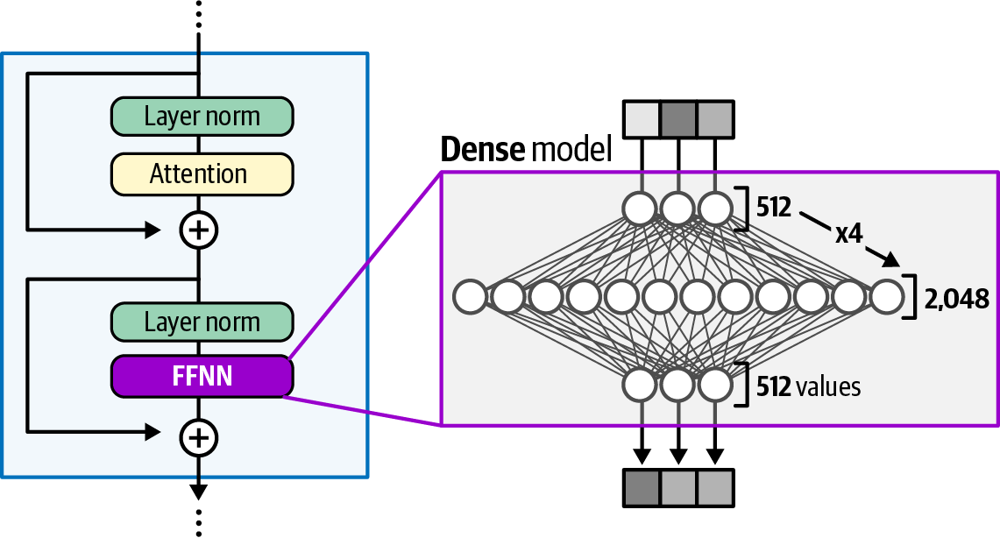 Layer norm
Attention
+
Layer norm
FFNN
+
Dense model
512
x4
2,048
512 values